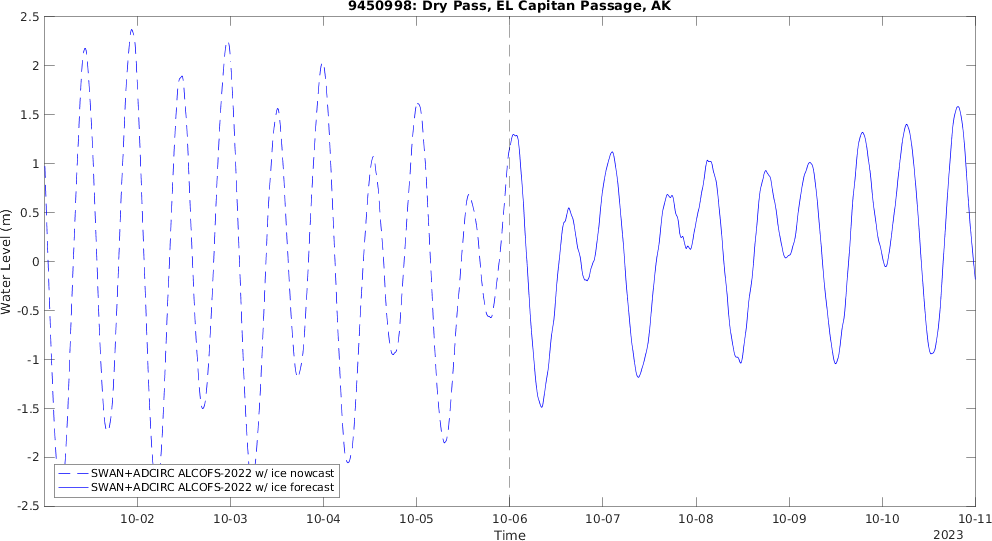 9450998: Dry Pass, EL Capitan Passage, AK
Water Level (m)
2.5
2
1.5
1
0.5
0
-0.5
-1
-1.5
-2
-2.5
SWAN+ADCIRC ALCOFS-2022 w/ ice nowcast
SWAN+ADCIRC ALCOFS-2022 w/ ice forecast
10-02 10-03 10-04 10-05 10-06 10-07 10-08 10-09 10-10 10-11
Time
2023